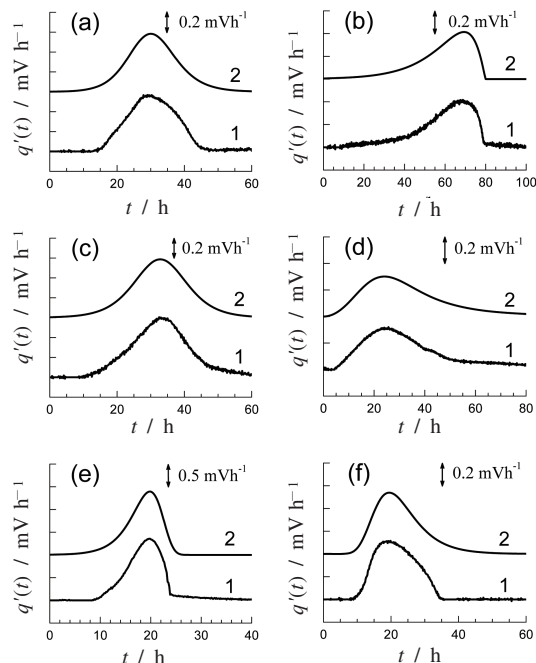 (a) 0.2 mVh⁻¹
2
1
q'(t) / mV h⁻¹
0 20 40 60
t / h
(b) 0.2 mVh⁻¹
2
1
q'(t) / mV h⁻¹
0 20 40 60 80 100
t / h
(c) 0.2 mVh⁻¹
2
1
q'(t) / mV h⁻¹
0 20 40 60
t / h
(d) 0.2 mVh⁻¹
2
1
q'(t) / mV h⁻¹
0 20 40 60 80
t / h
(e) 0.5 mVh⁻¹
2
1
q'(t) / mV h⁻¹
0 10 20 30 40
t / h
(f) 0.2 mVh⁻¹
2
1
q'(t) / mV h⁻¹
0 20 40 60
t / h